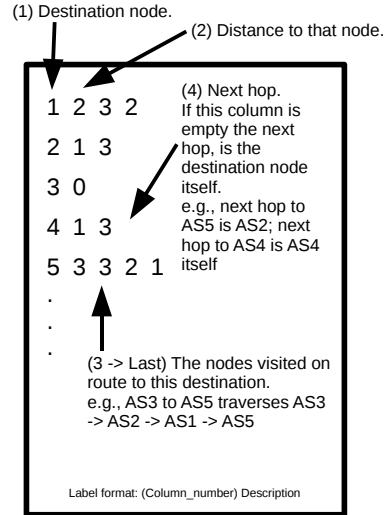 (1) Destination node.
(2) Distance to that node.
1 2 3 2
2 1 3
3 0
4 1 3
5 3 3 2 1
.
.
.
(4) Next hop.
If this column is
empty the next
hop, is the
destination node
itself.
e.g., next hop to
AS5 is AS2; next
hop to AS4 is AS4
itself
(3 -> Last) The nodes visited on
route to this destination.
e.g., AS3 to AS5 traverses AS3
-> AS2 -> AS1 -> AS5
Label format: (Column_number) Description